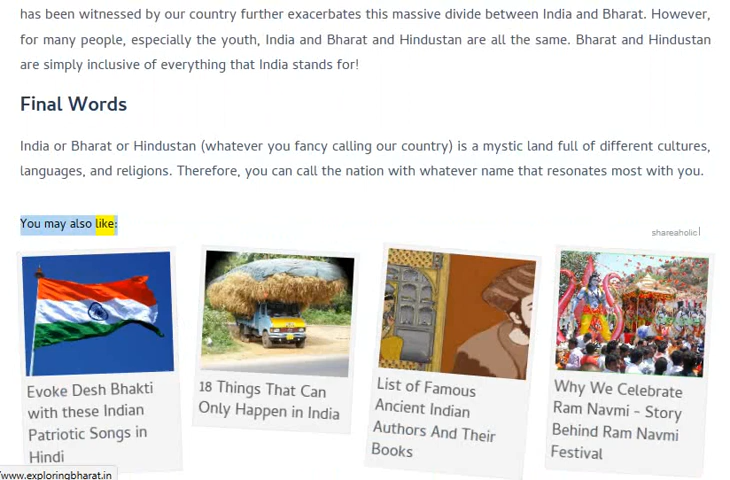 has been witnessed by our country further exacerbates this massive divide between India and Bharat. However,
for many people, especially the youth, India and Bharat and Hindustan are all the same. Bharat and Hindustan
are simply inclusive of everything that India stands for!
Final Words
India or Bharat or Hindustan (whatever you fancy calling our country) is a mystic land full of different cultures,
languages, and religions. Therefore, you can call the nation with whatever name that resonates most with you.
You may also like:
shareaholic
Evoke Desh Bhakti
with these Indian
Patriotic Songs in
Hindi
18 Things That Can
Only Happen in India
List of Famous
Ancient Indian
Authors And Their
Books
Why We Celebrate
Ram Navmi - Story
Behind Ram Navmi
Festival
/www.exploringbharat.in